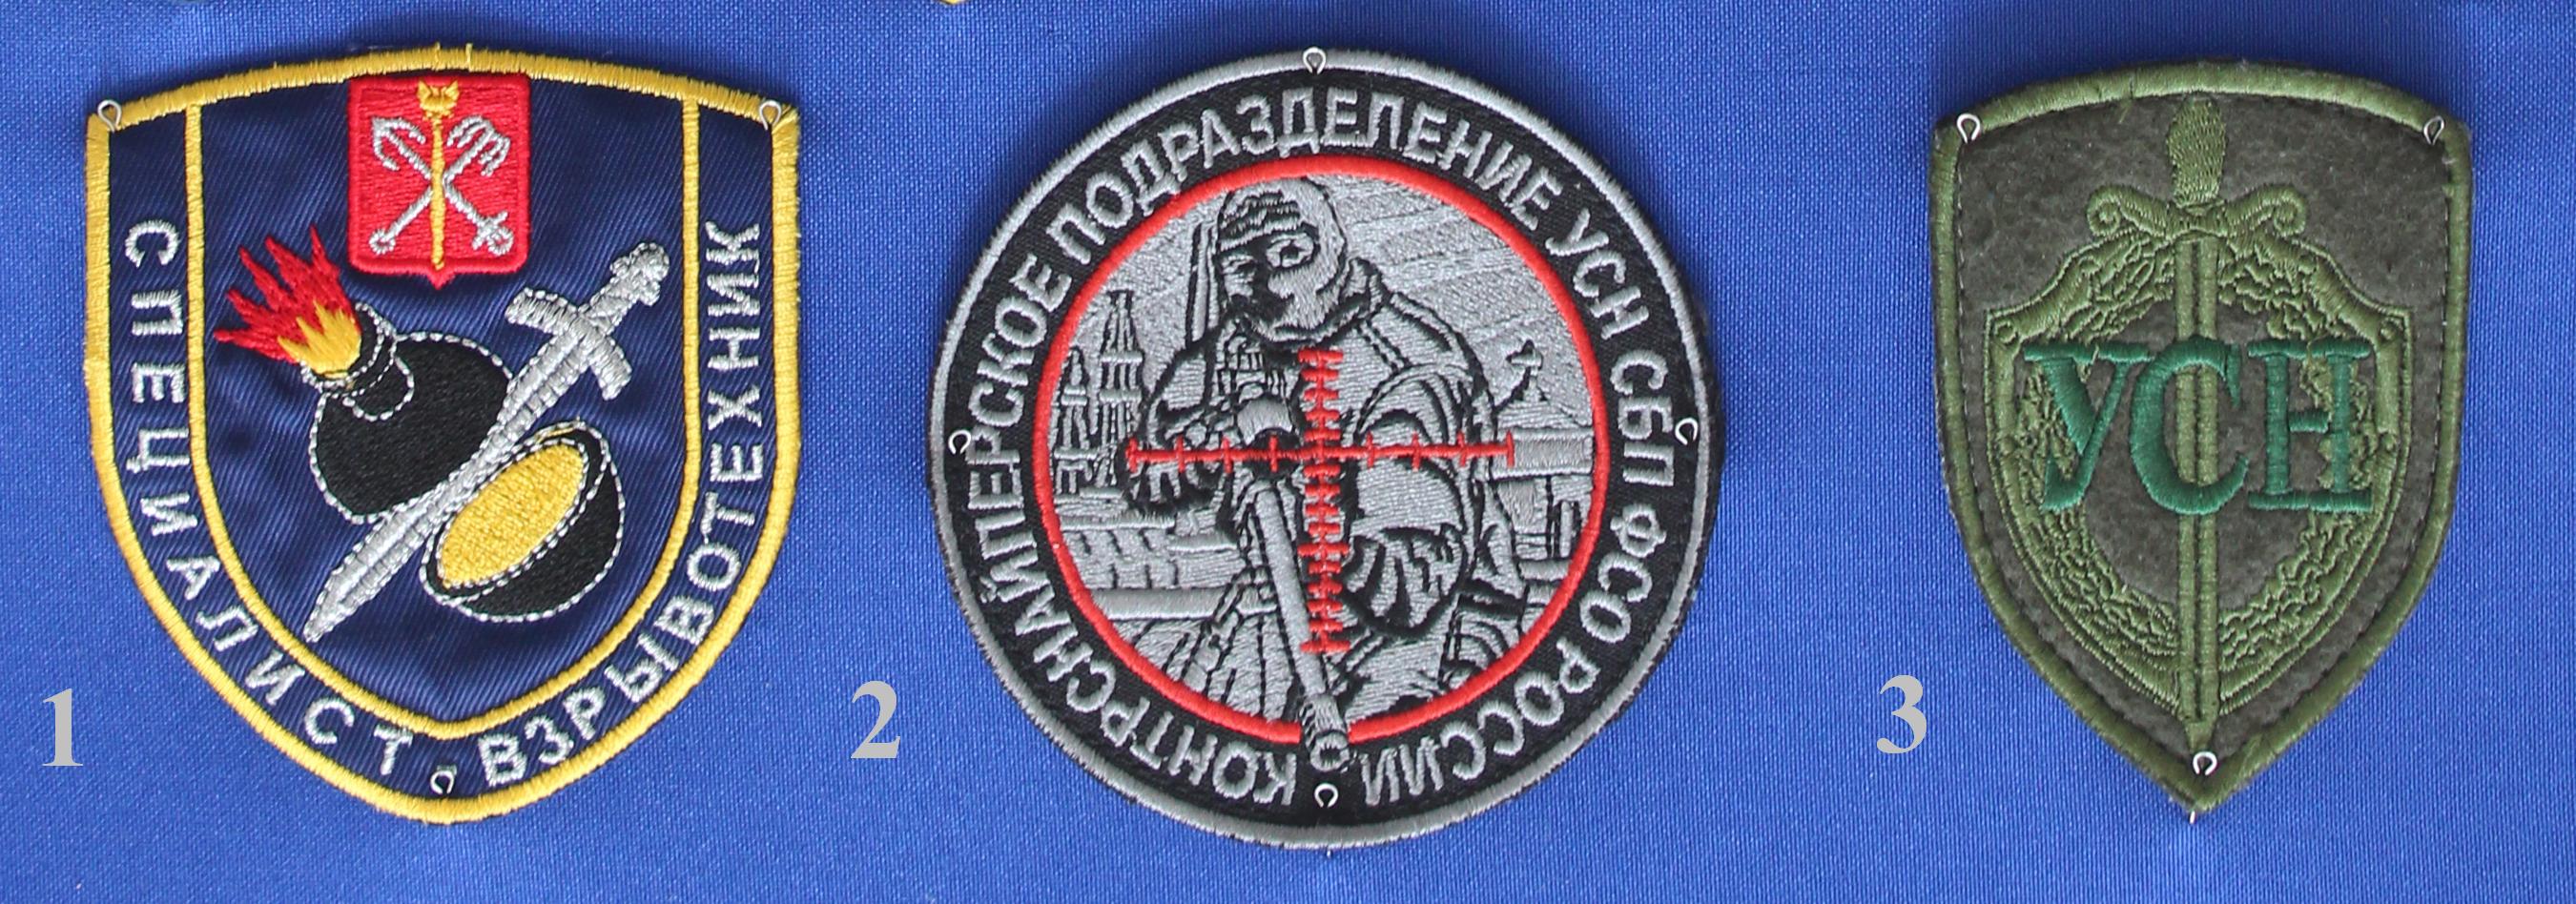 СПЕЦИАЛИСТ ВЗРЫВОТЕХНИК
1
КОНТРСНАЙПЕРСКОЕ ПОДРАЗДЕЛЕНИЕ УСН СБП ФСО РОССИИ
2
УСН
3